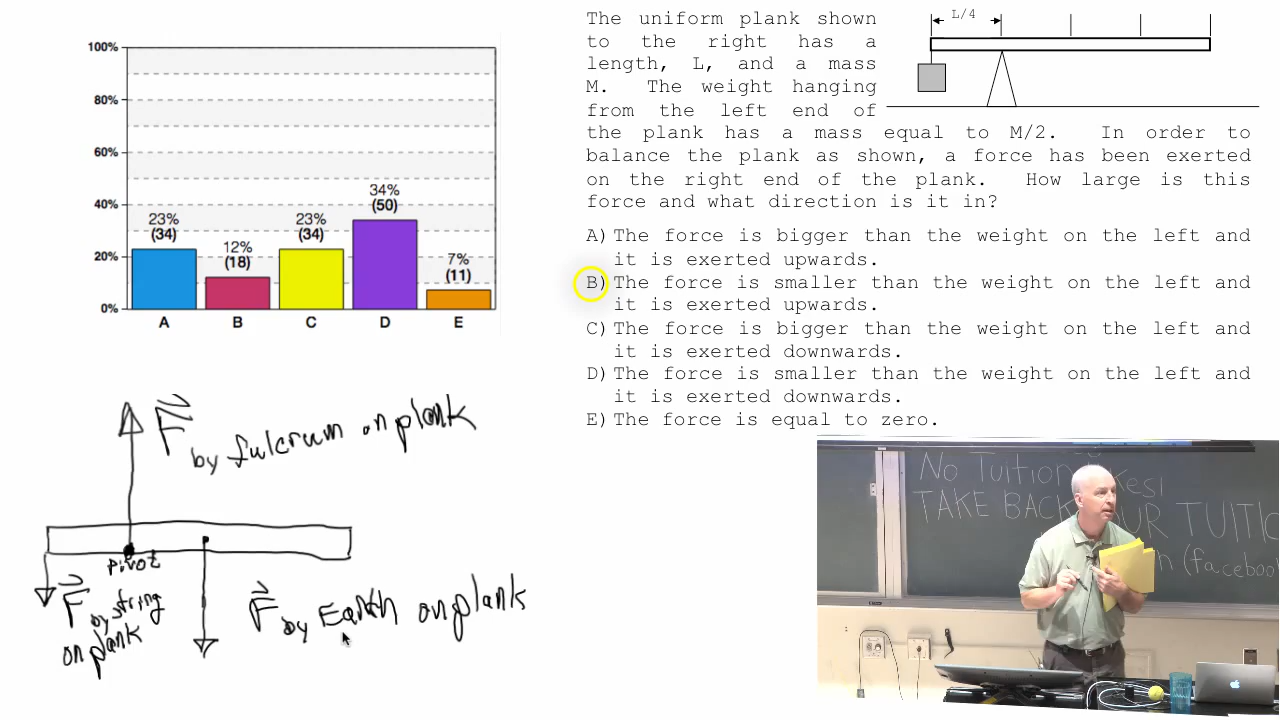 100%
80%
60%
40%
20%
0%
23%
(34)
12%
(18)
23%
(34)
34%
(50)
7%
(11)
A B C D E
The uniform plank shown
to the right has a
length, L, and a mass
M. The weight hanging
from the left end of
the plank has a mass equal to M/2. In order to
balance the plank as shown, a force has been exerted
on the right end of the plank. How large is this
force and what direction is it in?
L/4
A) The force is bigger than the weight on the left and
it is exerted upwards.
B) The force is smaller than the weight on the left and
it is exerted upwards.
C) The force is bigger than the weight on the left and
it is exerted downwards.
D) The force is smaller than the weight on the left and
it is exerted downwards.
E) The force is equal to zero.
F by fulcrum on plank
Pivot
F by string
on plank
F by Earth on plank
No Tuition
TAKE BACK OUR TUITIO
(facebook